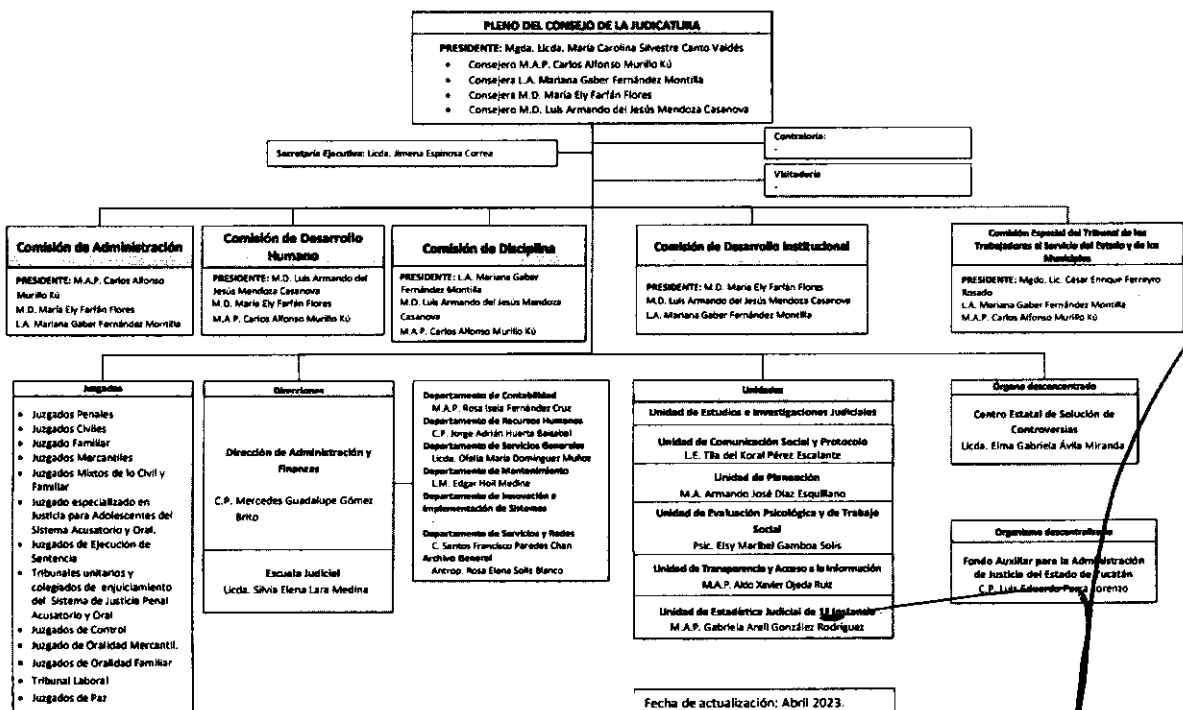 PLENO DEL CONSEJO DE LA JUDICATURA
PRESIDENTE: Mgda. Licda. María Carolina Silvestre Canto Valdés
• Consejero M.A.P. Carlos Alfonso Murillo Kú
• Consejera L.A. Mariana Gaber Fernández Montilla
• Consejera M.D. María Ely Farfán Flores
• Consejero M.D. Luis Armando del Jesús Mendoza Casanova
Secretaría Ejecutiva: Licda. Jimena Espinosa Correa
Contraloría:
-
Visitaduría
-
Comisión de Administración
PRESIDENTE: M.A.P. Carlos Alfonso
Murillo Kú
M.D. María Ely Farfán Flores
L.A. Mariana Gaber Fernández Montilla
Comisión de Desarrollo
Humano
PRESIDENTE: M.D. Luis Armando del
Jesús Mendoza Casanova
M.D. María Ely Farfán Flores
M.A.P. Carlos Alfonso Murillo Kú
Comisión de Disciplina
PRESIDENTE: L.A. Mariana Gaber
Fernández Montilla
M.D. Luis Armando del Jesús Mendoza
Casanova
M.A.P. Carlos Alfonso Murillo Kú
Comisión de Desarrollo Institucional
PRESIDENTE: M.D. María Ely Farfán Flores
M.D. Luis Armando del Jesús Mendoza Casanova
L.A. Mariana Gaber Fernández Montilla
Comisión Especial del Tribunal de los
Trabajadores al Servicio del Estado y de los
Municipios
PRESIDENTE: Mgdo. Lic. César Enrique Ferreyro
Rosado
L.A. Mariana Gaber Fernández Montilla
M.A.P. Carlos Alfonso Murillo Kú
Juzgados
• Juzgados Penales
• Juzgados Civiles
• Juzgado Familiar
• Juzgados Mercantiles
• Juzgados Mixtos de lo Civil y
Familiar
• Juzgado especializado en
Justicia para Adolescentes del
Sistema Acusatorio y Oral.
• Juzgados de Ejecución de
Sentencia
• Tribunales unitarios y
colegiados de enjuiciamiento
del Sistema de Justicia Penal
Acusatorio y Oral
• Juzgados de Control
• Juzgado de Oralidad Mercantil.
• Juzgados de Oralidad Familiar
• Tribunal Laboral
• Juzgados de Paz
Direcciones
Dirección de Administración y
Finanzas
C.P. Mercedes Guadalupe Gómez
Brito
Escuela Judicial
Licda. Silvia Elena Lara Medina
Departamento de Contabilidad
M.A.P. Rosa Isela Fernández Cruz
Departamento de Recursos Humanos
C.P. Jorge Adrián Huerta
Departamento de Servicios Generales
Licda. Ofelia María Domínguez Muñoz
Departamento de Mantenimiento
L.M. Edgar Hoil Medina
Departamento de Innovación e
Implementación de Sistemas
-
Departamento de Servicios y Redes
C. Santos Francisco Paredes Chan
Archivo General
Antrop. Rosa Elena Solis Blanco
Unidades
Unidad de Estudios e Investigaciones Judiciales
Unidad de Comunicación Social y Protocolo
L.E. Tila del Koral Pérez Escalante
Unidad de Planeación
M.A. Armando José Díaz Esquiliano
Unidad de Evaluación Psicológica y de Trabajo
Social
Psic. Elsy Maribel Gamboa Solís
Unidad de Transparencia y Acceso a la Información
M.A.P. Aldo Xavier Ojeda Ruiz
Unidad de Estadística Judicial de Instancia
M.A.P. Gabriela Areli González Rodríguez
Órgano desconcentrado
Centro Estatal de Solución de
Controversias
Licda. Elma Gabriela Ávila Miranda
Organismo descentralizado
Fondo Auxiliar para la Administración
de Justicia del Estado de Yucatán
C.P. Luis Eduardo Parra Lorenzo
Fecha de actualización: Abril 2023.